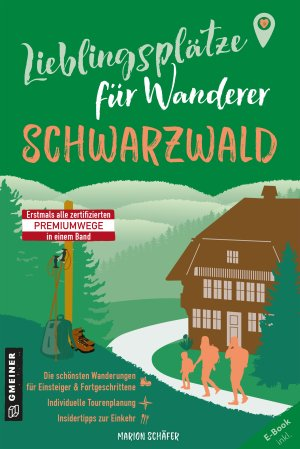 Lieblingsplätze
für Wanderer
SCHWARZWALD
Erstmals alle zertifizierten
PREMIUMWEGE
in einem Band
Die schönsten Wanderungen
für Einsteiger & Fortgeschrittene
Individuelle Tourenplanung
Insidertipps zur Einkehr
MARION SCHÄFER
GMEINER
E-Book
inkl.